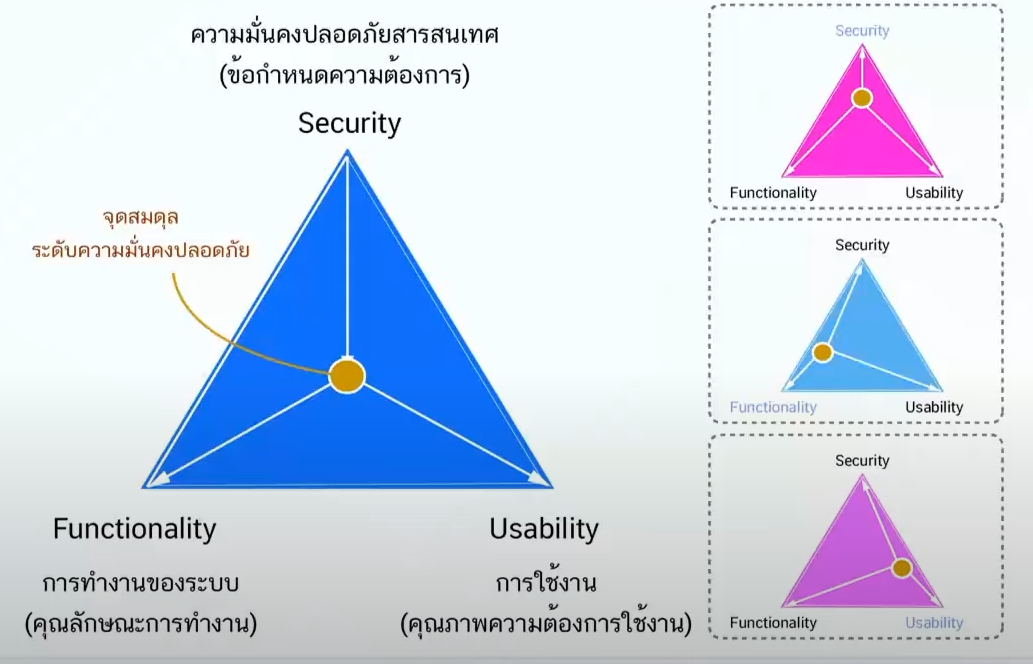 ความมั่นคงปลอดภัยสารสนเทศ
(ข้อกำหนดความต้องการ)
Security
จุดสมดุล
ระดับความมั่นคงปลอดภัย
Functionality
การทำงานของระบบ
(คุณลักษณะการทำงาน)
Usability
การใช้งาน
(คุณภาพความต้องการใช้งาน)
Security
Functionality
Usability
Security
Functionality
Usability
Security
Functionality
Usability